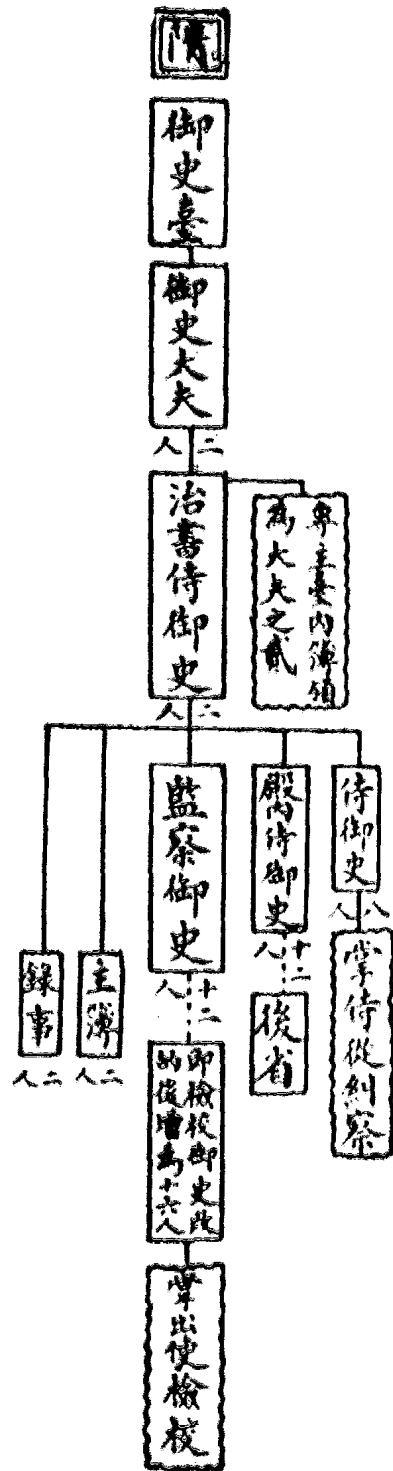 隋
御史臺
御史大夫
二人
治書侍御史
專主臺內簿領
為大夫之貳
二人
侍御史
八人
掌侍從糾察
殿內侍御史
十二人
後省
監察御史
十二人
即檢校御史改
的後增為十六人
掌出使檢校
主簿
二人
錄事
二人